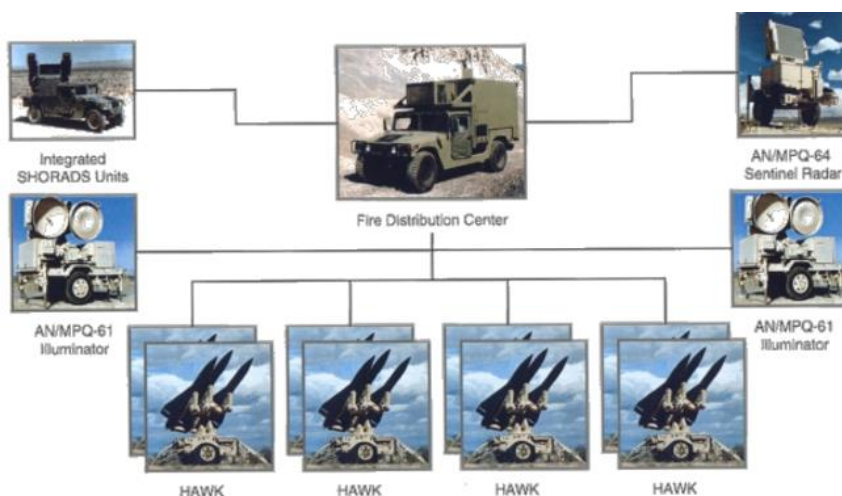 Integrated
SHORADS Units
Fire Distribution Center
AN/MPQ-64
Sentinel Radar
AN/MPQ-61
Illuminator
AN/MPQ-61
Illuminator
HAWK
HAWK
HAWK
HAWK